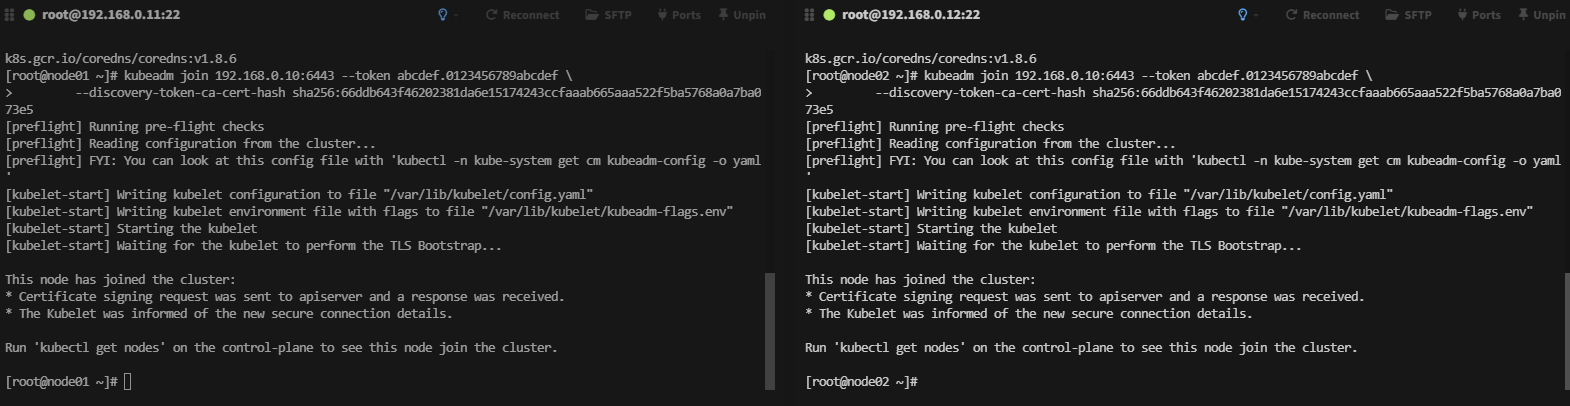 root@192.168.0.11:22
Reconnect
SFTP
Ports
Unpin
k8s.gcr.io/coredns/coredns:v1.8.6
[root@node01 ~]# kubeadm join 192.168.0.10:6443 --token abcdef.0123456789abcdef \
>         --discovery-token-ca-cert-hash sha256:66ddb643f46202381da6e15174243ccfaaab665aaa522f5ba5768a0a7ba0
73e5
[preflight] Running pre-flight checks
[preflight] Reading configuration from the cluster...
[preflight] FYI: You can look at this config file with 'kubectl -n kube-system get cm kubeadm-config -o yaml
'
[kubelet-start] Writing kubelet configuration to file "/var/lib/kubelet/config.yaml"
[kubelet-start] Writing kubelet environment file with flags to file "/var/lib/kubelet/kubeadm-flags.env"
[kubelet-start] Starting the kubelet
[kubelet-start] Waiting for the kubelet to perform the TLS Bootstrap...
This node has joined the cluster:
* Certificate signing request was sent to apiserver and a response was received.
* The Kubelet was informed of the new secure connection details.
Run 'kubectl get nodes' on the control-plane to see this node join the cluster.
[root@node01 ~]#
root@192.168.0.12:22
Reconnect
SFTP
Ports
Unpin
k8s.gcr.io/coredns/coredns:v1.8.6
[root@node02 ~]# kubeadm join 192.168.0.10:6443 --token abcdef.0123456789abcdef \
>         --discovery-token-ca-cert-hash sha256:66ddb643f46202381da6e15174243ccfaaab665aaa522f5ba5768a0a7ba0
73e5
[preflight] Running pre-flight checks
[preflight] Reading configuration from the cluster...
[preflight] FYI: You can look at this config file with 'kubectl -n kube-system get cm kubeadm-config -o yaml
'
[kubelet-start] Writing kubelet configuration to file "/var/lib/kubelet/config.yaml"
[kubelet-start] Writing kubelet environment file with flags to file "/var/lib/kubelet/kubeadm-flags.env"
[kubelet-start] Starting the kubelet
[kubelet-start] Waiting for the kubelet to perform the TLS Bootstrap...
This node has joined the cluster:
* Certificate signing request was sent to apiserver and a response was received.
* The Kubelet was informed of the new secure connection details.
Run 'kubectl get nodes' on the control-plane to see this node join the cluster.
[root@node02 ~]#